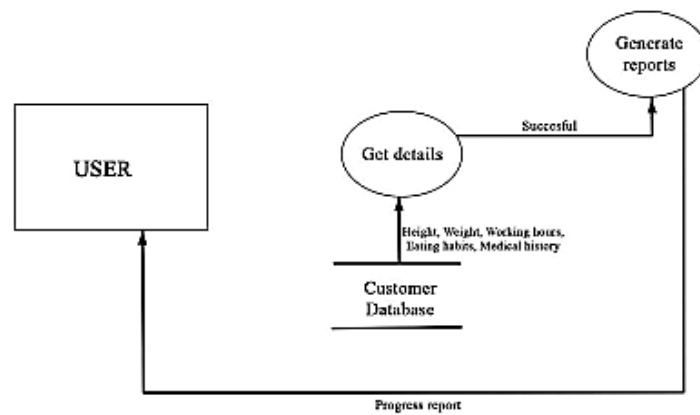 Generate
reports
Succesful
USER
Get details
Height, Weight, Working hours,
Eating habits, Medical history
Customer
Database
Progress report